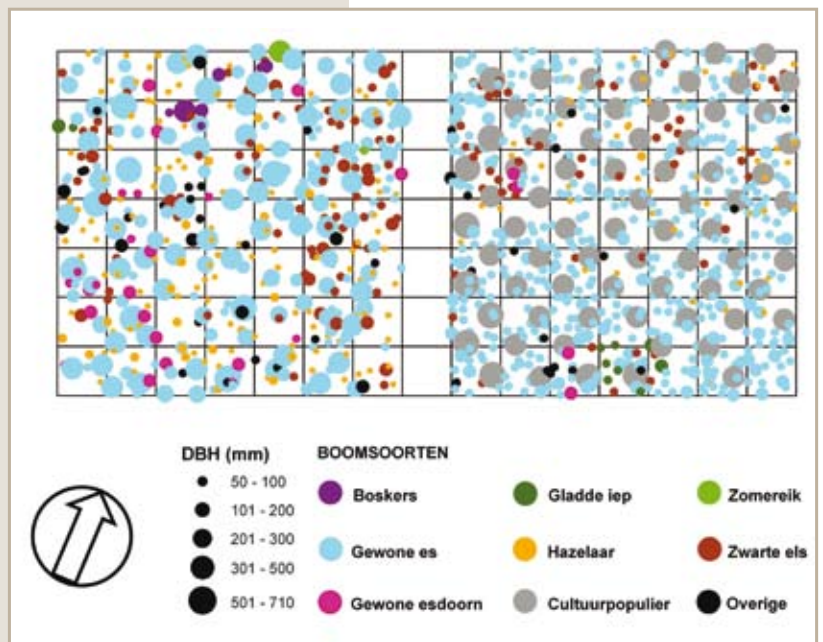 DBH (mm)
50 - 100
101 - 200
201 - 300
301 - 500
501 - 710
BOOMSOORTEN
Boskers
Gladde iep
Zomereik
Gewone es
Hazelaar
Zwarte els
Gewone esdoorn
Cultuurpopulier
Overige